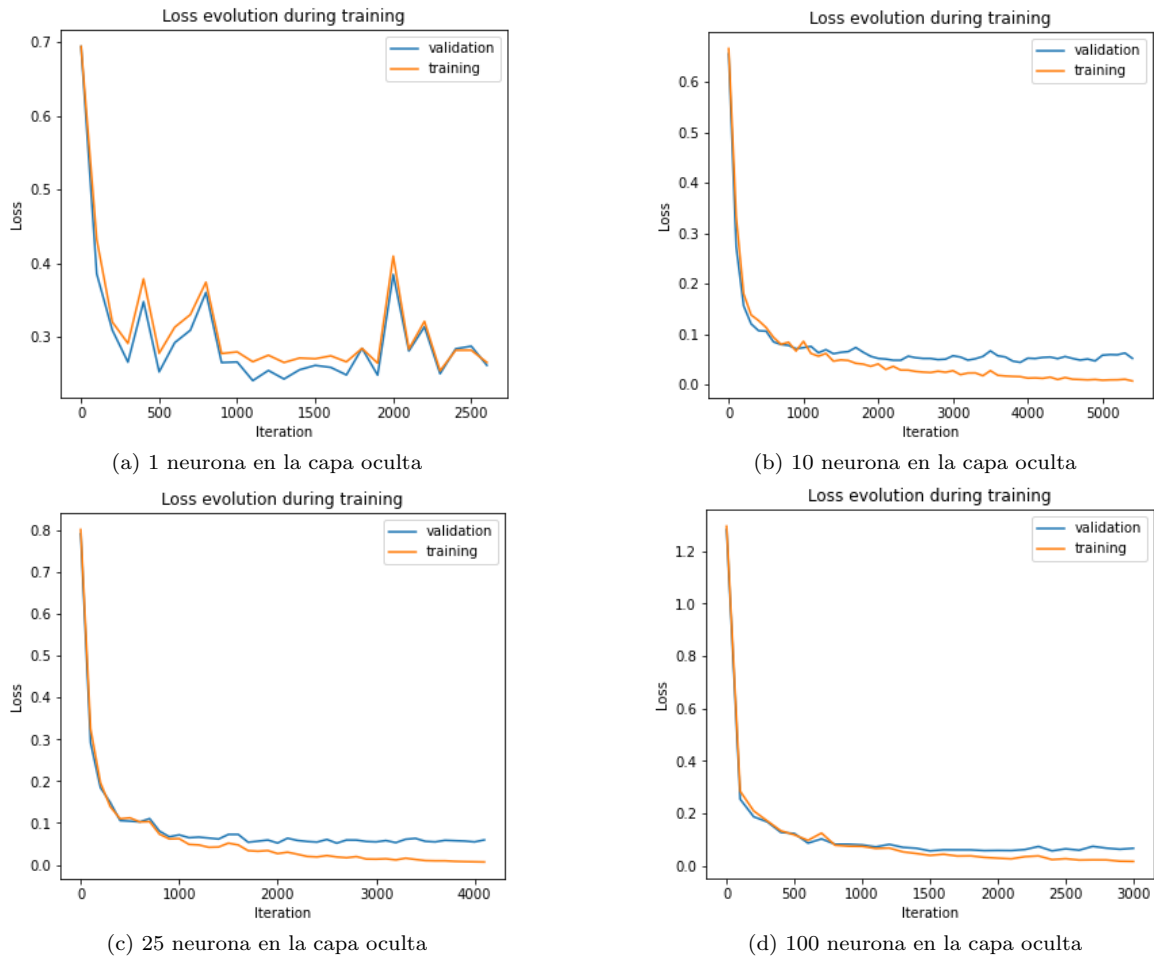 Loss evolution during training
0.7
0.6
0.5
0.4
0.3
Loss
validation
training
0
500
1000
1500
2000
2500
Iteration
(a) 1 neurona en la capa oculta
Loss evolution during training
0.6
0.5
0.4
0.3
0.2
0.1
0.0
Loss
validation
training
0
1000
2000
3000
4000
5000
Iteration
(b) 10 neurona en la capa oculta
Loss evolution during training
0.8
0.7
0.6
0.5
0.4
0.3
0.2
0.1
0.0
Loss
validation
training
0
1000
2000
3000
4000
Iteration
(c) 25 neurona en la capa oculta
Loss evolution during training
1.2
1.0
0.8
0.6
0.4
0.2
0.0
Loss
validation
training
0
500
1000
1500
2000
2500
3000
Iteration
(d) 100 neurona en la capa oculta